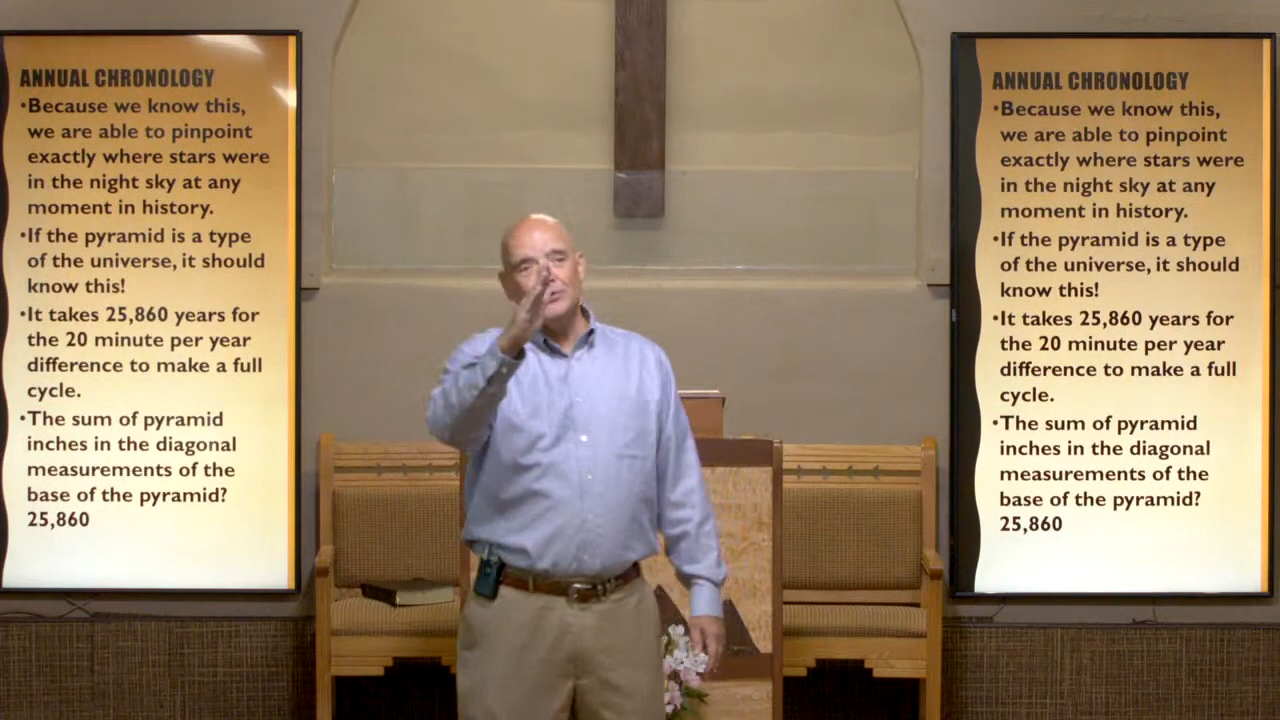 ANNUAL CHRONOLOGY
•Because we know this,
we are able to pinpoint
exactly where stars were
in the night sky at any
moment in history.
•If the pyramid is a type
of the universe, it should
know this!
•It takes 25,860 years for
the 20 minute per year
difference to make a full
cycle.
•The sum of pyramid
inches in the diagonal
measurements of the
base of the pyramid?
25,860
ANNUAL CHRONOLOGY
•Because we know this,
we are able to pinpoint
exactly where stars were
in the night sky at any
moment in history.
•If the pyramid is a type
of the universe, it should
know this!
•It takes 25,860 years for
the 20 minute per year
difference to make a full
cycle.
•The sum of pyramid
inches in the diagonal
measurements of the
base of the pyramid?
25,860